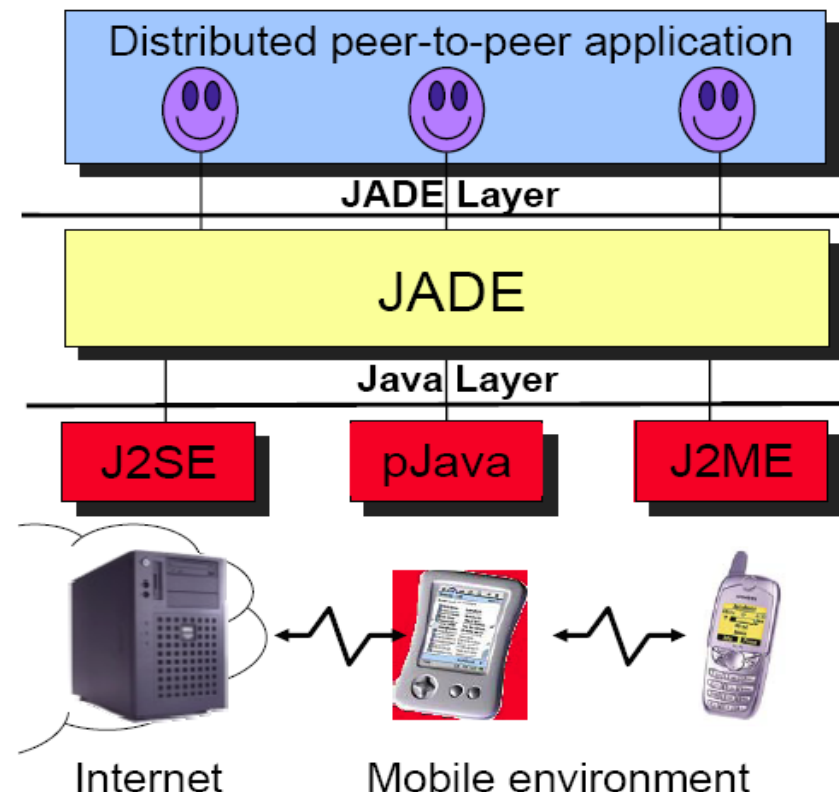 Distributed peer-to-peer application
JADE Layer
JADE
Java Layer
J2SE pJava J2ME
Internet Mobile environment